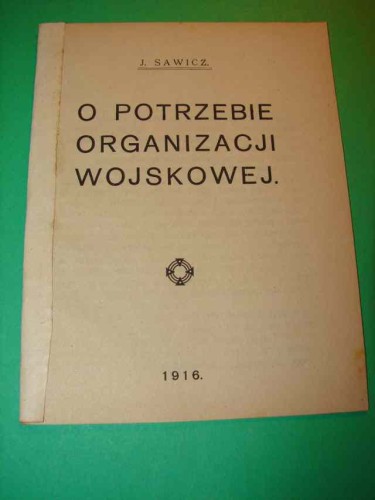 J. SAWICZ.
O POTRZEBIE
ORGANIZACJI
WOJSKOWEJ.
1916.